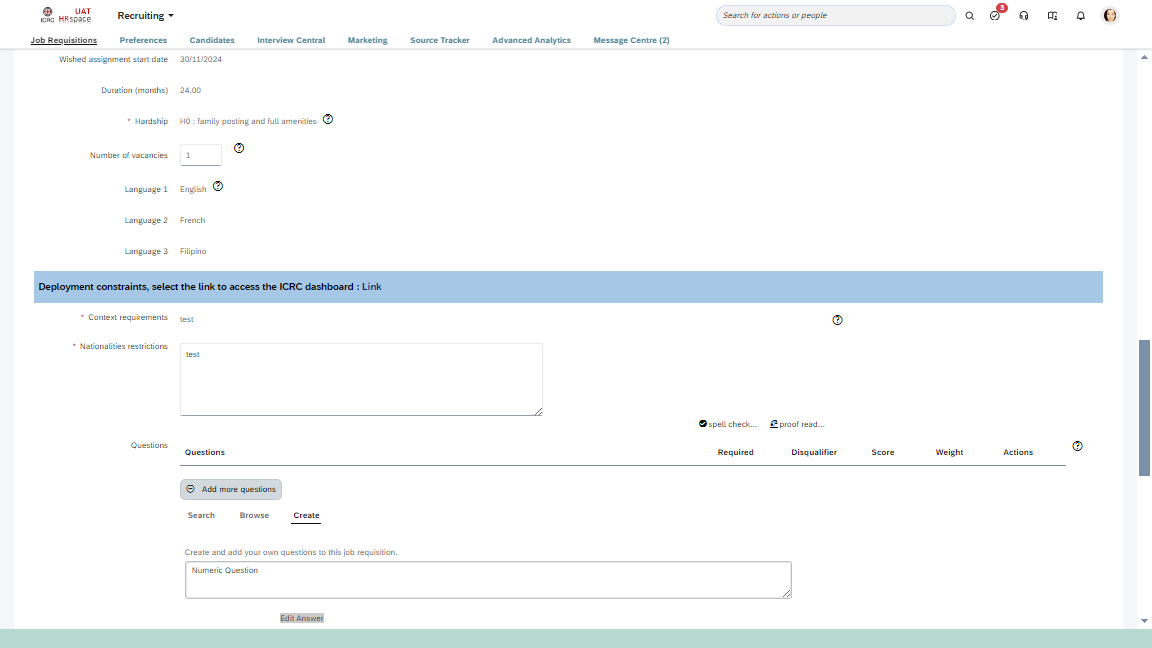 ICRC
UAT
HRspace
Recruiting
Search for actions or people
3
Job Requisitions
Preferences
Candidates
Interview Central
Marketing
Source Tracker
Advanced Analytics
Message Centre (2)
Wished assignment start date 30/11/2024
Duration (months) 24.00
* Hardship H0 : family posting and full amenities
Number of vacancies 1
Language 1 English
Language 2 French
Language 3 Filipino
Deployment constraints, select the link to access the ICRC dashboard : Link
* Context requirements test
* Nationalities restrictions test
spell check... proof read...
Questions Questions Required Disqualifier Score Weight Actions
Add more questions
Search Browse Create
Create and add your own questions to this job requisition.
Numeric Question
Edit Answer